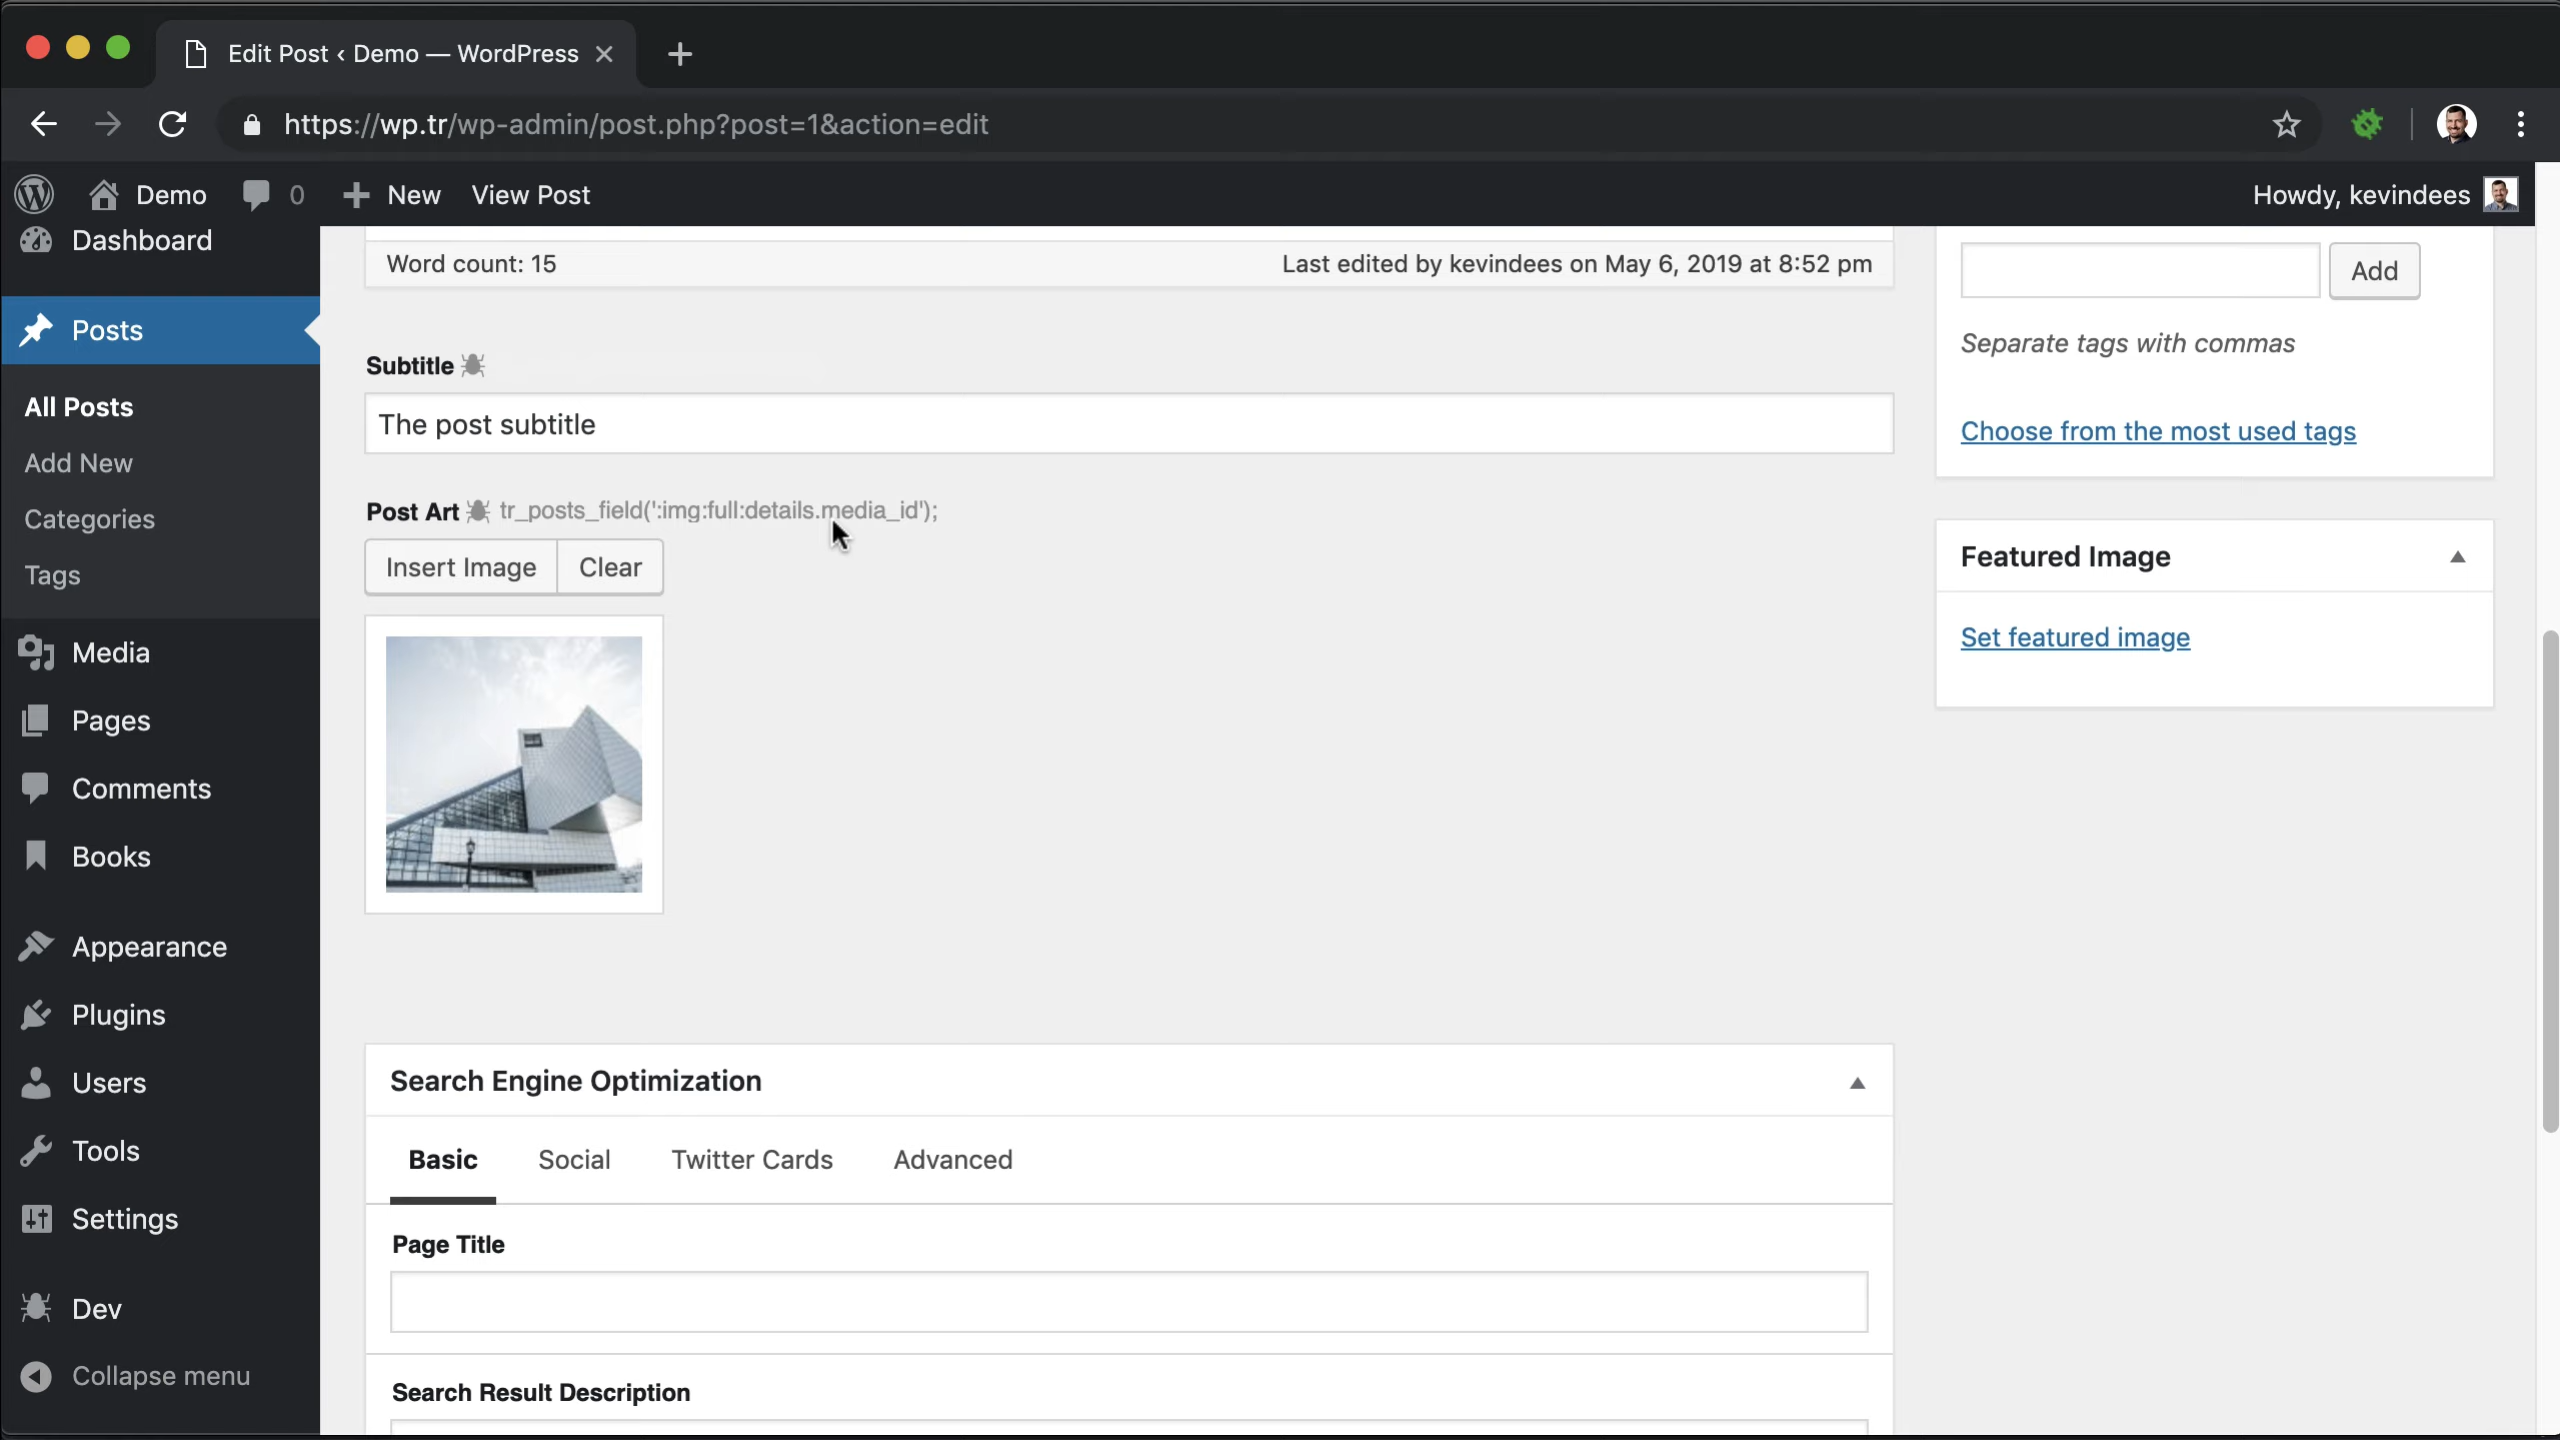 Edit Post ‹ Demo — WordPress
https://wp.tr/wp-admin/post.php?post=1&action=edit
Demo 0 New View Post Howdy, kevindees
Dashboard
Posts
All Posts
Add New
Categories
Tags
Media
Pages
Comments
Books
Appearance
Plugins
Users
Tools
Settings
Dev
Collapse menu
Word count: 15 Last edited by kevindees on May 6, 2019 at 8:52 pm
Subtitle
The post subtitle
Post Art tr_posts_field(':img:full:details.media_id');
Insert Image Clear
Search Engine Optimization
Basic Social Twitter Cards Advanced
Page Title
Search Result Description
Add
Separate tags with commas
Choose from the most used tags
Featured Image
Set featured image